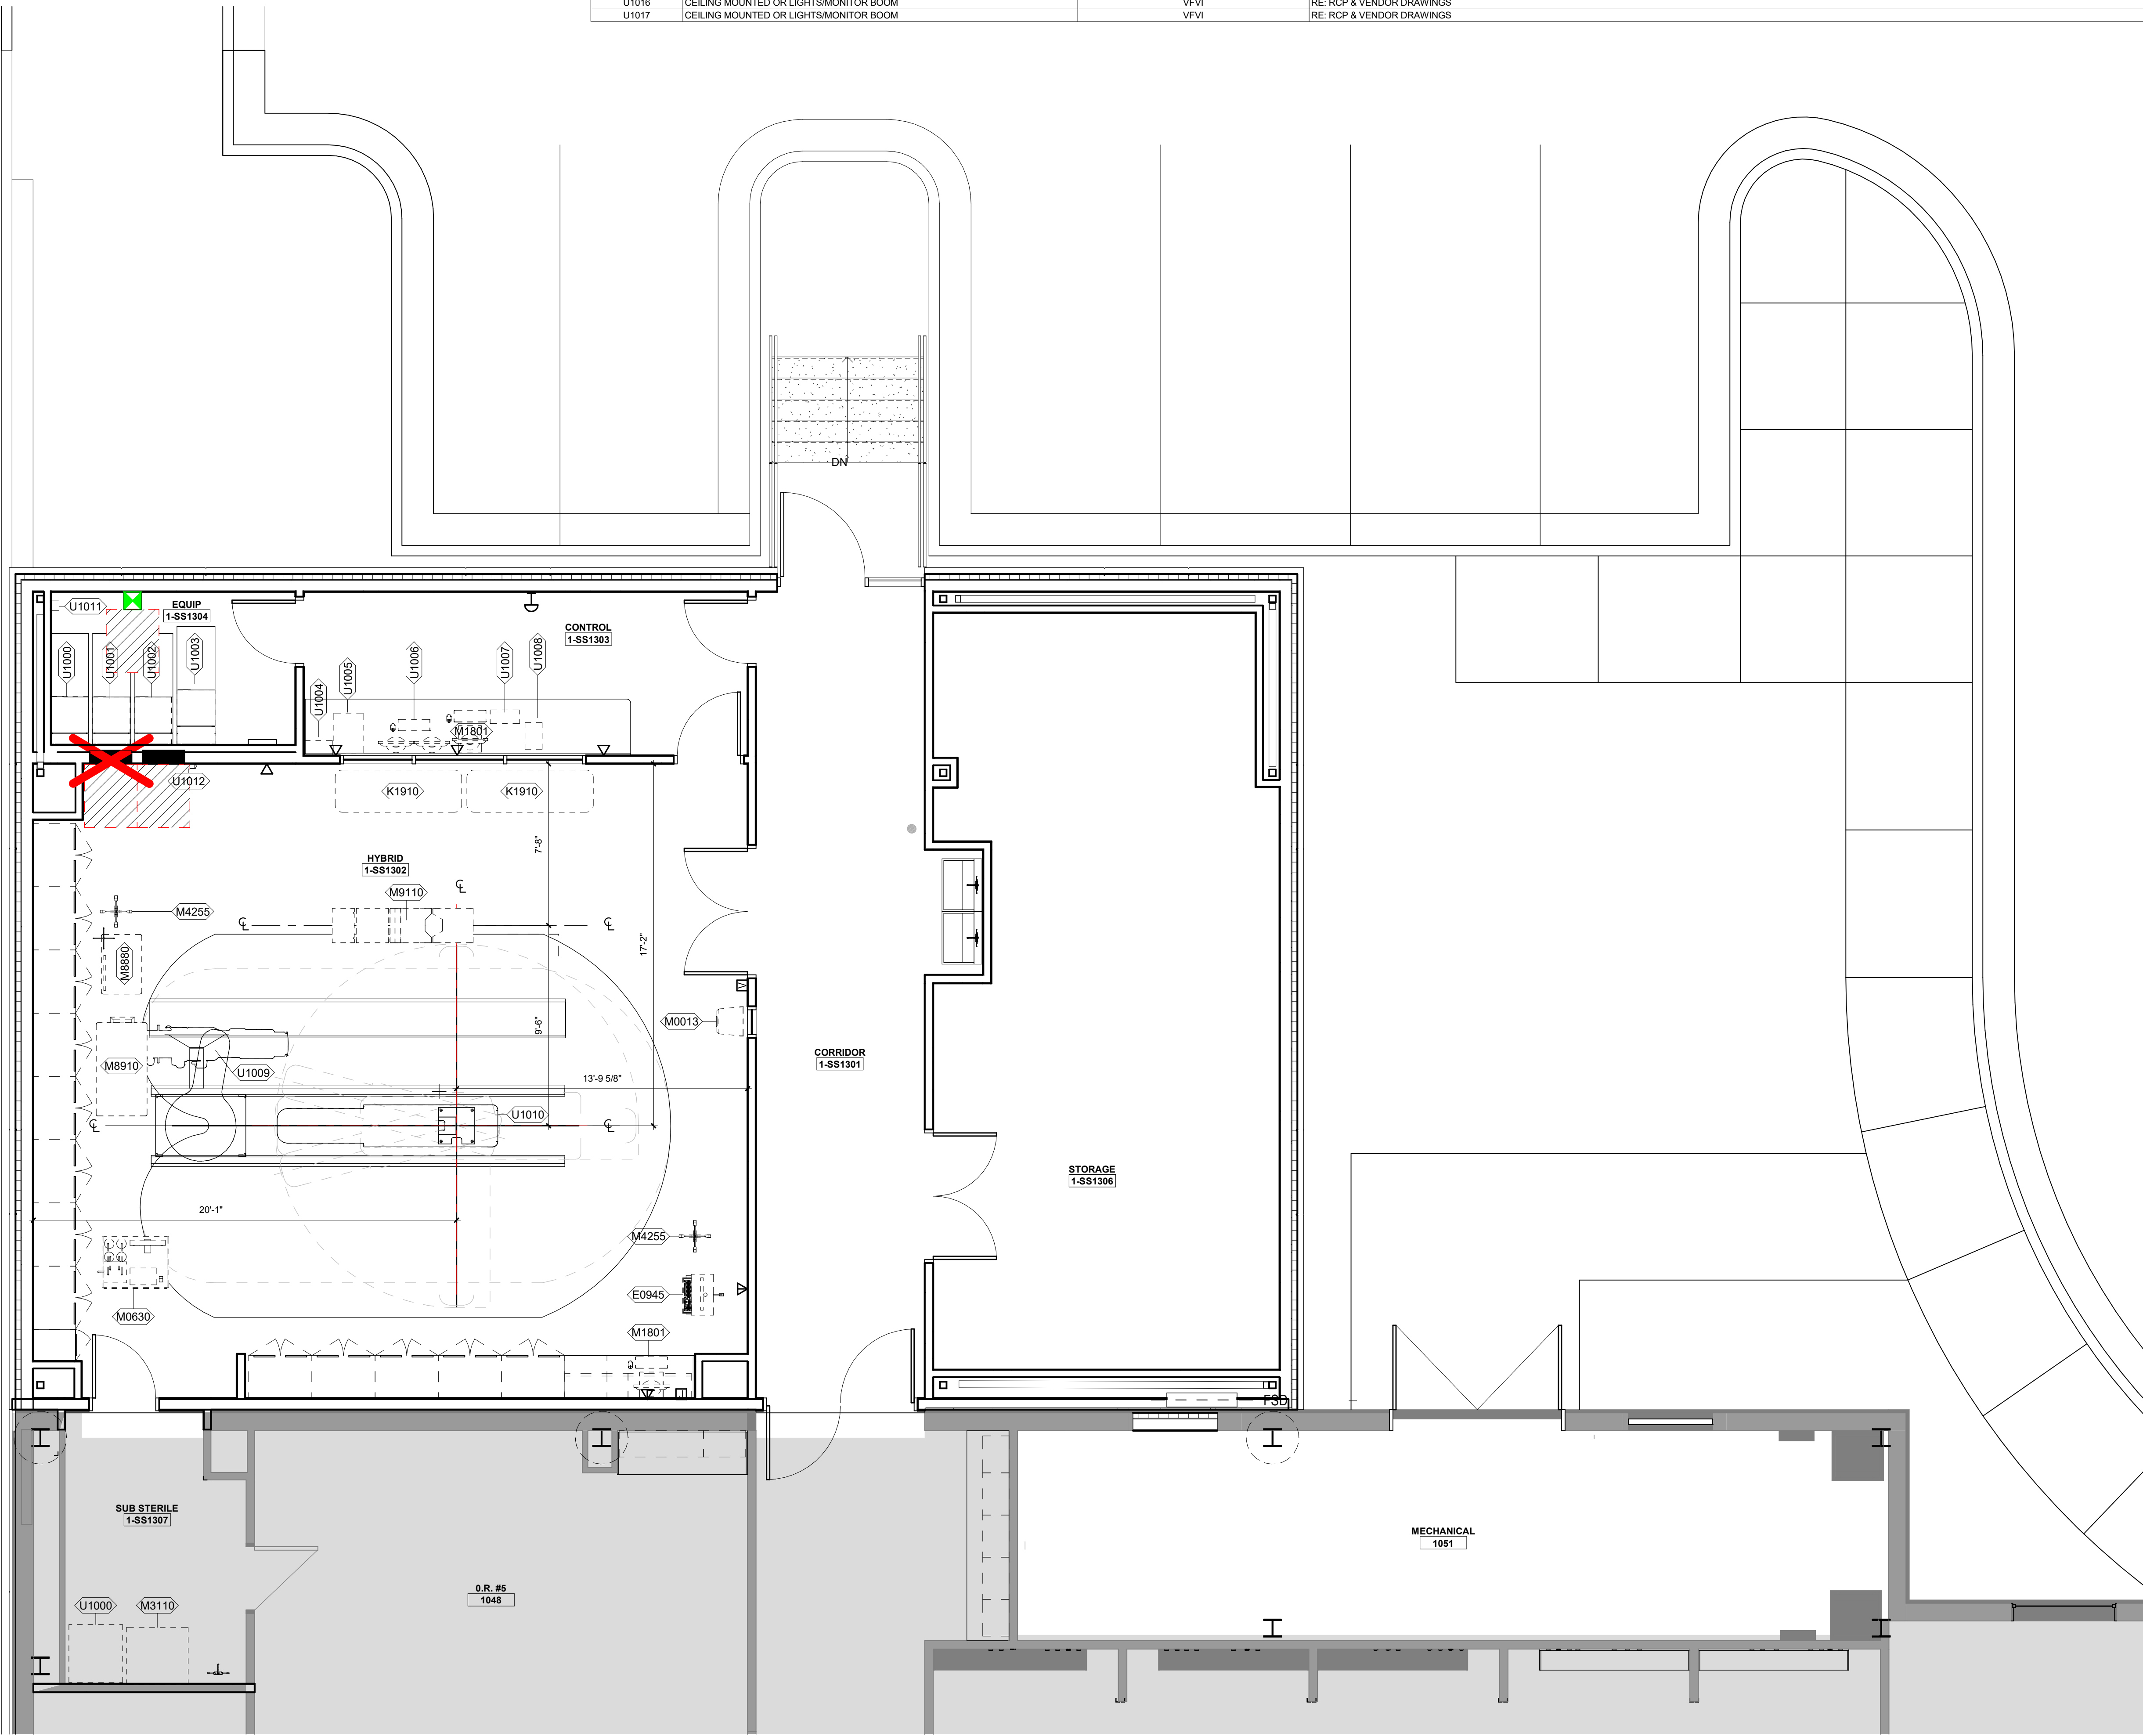 U1016 CEILING MOUNTED OR LIGHTS/MONITOR BOOM VFVI RE: RCP & VENDOR DRAWINGS
U1017 CEILING MOUNTED OR LIGHTS/MONITOR BOOM VFVI RE: RCP & VENDOR DRAWINGS
DN
U1011
EQUIP
1-SS1304
U1000
U1001
U1002
U1003
CONTROL
1-SS1303
U1004
U1005
U1006
U1007
U1008
M1801
U1012
K1910
K1910
7'-8"
HYBRID
1-SS1302
M9110
M4255
17'-2"
M8880
9'-6"
M0013
M8910
U1009
CORRIDOR
1-SS1301
13'-9 5/8"
U1010
STORAGE
1-SS1306
20'-1"
M4255
E0945
M0630
M1801
FSD
SUB STERILE
1-SS1307
MECHANICAL
1051
0.R. #5
1048
U1000
M3110